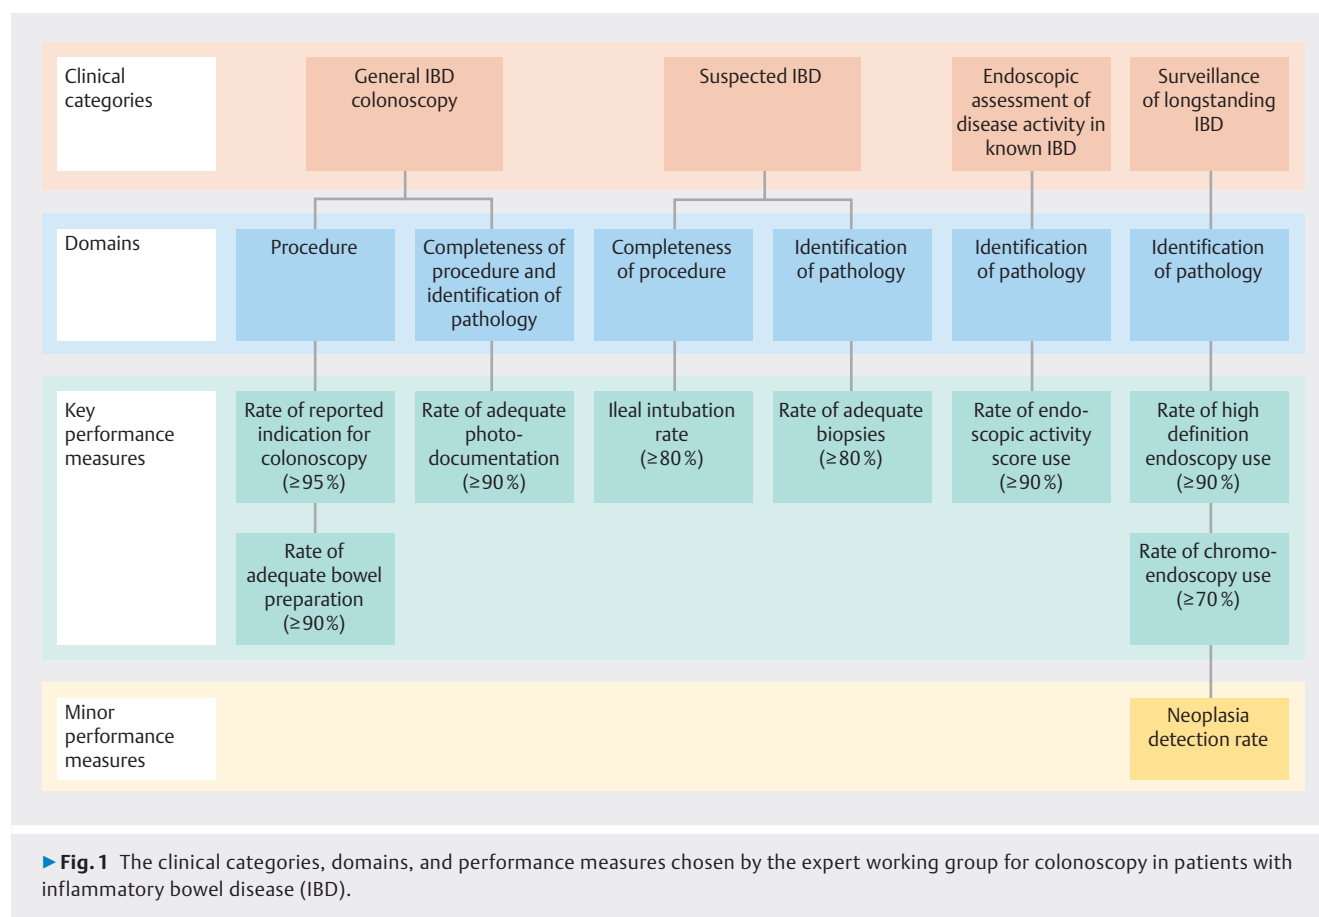 Clinical
categories
General IBD
colonoscopy
Suspected IBD
Endoscopic
assessment of
disease activity in
known IBD
Surveillance
of longstanding
IBD
Domains
Procedure
Completeness of
procedure and
identification of
pathology
Completeness
of procedure
Identification
of pathology
Identification
of pathology
Identification
of pathology
Key
performance
measures
Rate of reported
indication for
colonoscopy
(≥95%)
Rate of adequate
photo-
documentation
(≥90%)
Ileal intubation
rate
(≥80%)
Rate of adequate
biopsies
(≥80%)
Rate of endo-
scopic activity
score use
(≥90%)
Rate of high
definition
endoscopy use
(≥90%)
Rate of
adequate bowel
preparation
(≥90%)
Rate of chromo-
endoscopy use
(≥70%)
Minor
performance
measures
Neoplasia
detection rate
▶Fig. 1 The clinical categories, domains, and performance measures chosen by the expert working group for colonoscopy in patients with
inflammatory bowel disease (IBD).